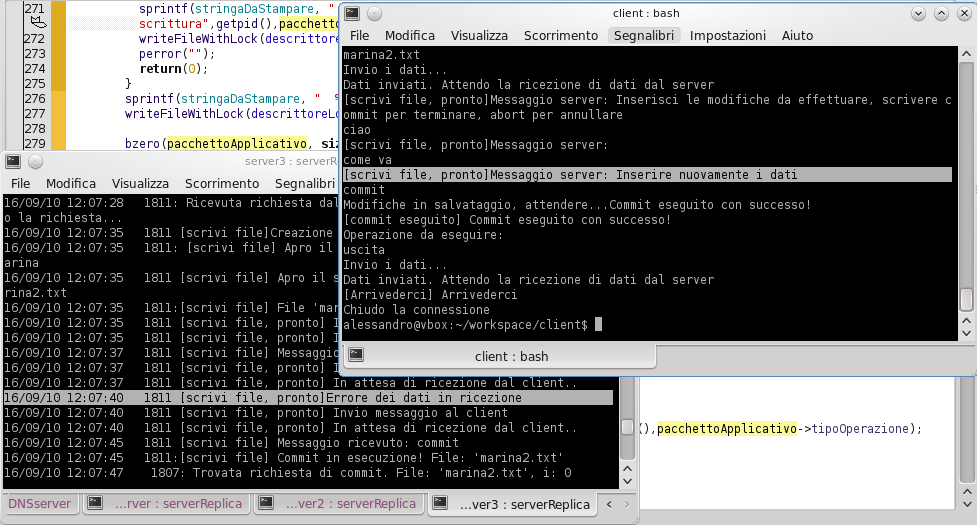 271 sprintf(stringaDaStampare, "
scrittura",getpid(),pacchetto
272 writeFileWithLock(descrittore
273 perror("");
274 return(0);
275 }
276 sprintf(stringaDaStampare, "
277 writeFileWithLock(descrittoreLo
278
279 bzero(pacchettoApplicativo, siz
client : bash
File Modifica Visualizza Scorrimento Segnalibri Impostazioni Aiuto
marina2.txt
Invio i dati...
Dati inviati. Attendo la ricezione di dati dal server
[scrivi file, pronto]Messaggio server: Inserisci le modifiche da effettuare, scrivere c
ommit per terminare, abort per annullare
ciao
[scrivi file, pronto]Messaggio server:
come va
[scrivi file, pronto]Messaggio server: Inserire nuovamente i dati
commit
Modifiche in salvataggio, attendere...Commit eseguito con successo!
[commit eseguito] Commit eseguito con successo!
Operazione da eseguire:
uscita
Invio i dati...
Dati inviati. Attendo la ricezione di dati dal server
[Arrivederci] Arrivederci
Chiudo la connessione
alessandro@vbox:~/workspace/client$
client : bash
server3 : serverRe
File Modifica Visualizza Scorrimento Segnalibri
16/09/10 12:07:28 1811: Ricevuta richiesta dal
o la richiesta...
16/09/10 12:07:35 1811 [scrivi file]Creazione
16/09/10 12:07:35 1811: [scrivi file] Apro il
arina
16/09/10 12:07:35 1811 [scrivi file] Apro il s
rina2.txt
16/09/10 12:07:35 1811:[scrivi file] File 'mar
16/09/10 12:07:35 1811 [scrivi file, pronto] I
16/09/10 12:07:35 1811 [scrivi file, pronto] I
16/09/10 12:07:37 1811 [scrivi file] Messaggio
16/09/10 12:07:37 1811 [scrivi file, pronto] I
16/09/10 12:07:37 1811 [scrivi file, pronto] In attesa di ricezione dal client..
16/09/10 12:07:40 1811 [scrivi file, pronto]Errore dei dati in ricezione
16/09/10 12:07:40 1811 [scrivi file, pronto] Invio messaggio al client
16/09/10 12:07:40 1811 [scrivi file, pronto] In attesa di ricezione dal client..
16/09/10 12:07:45 1811 [scrivi file] Messaggio ricevuto: commit
16/09/10 12:07:45 1811:[scrivi file] Commit in esecuzione! File: 'marina2.txt'
16/09/10 12:07:47 1807: Trovata richiesta di commit. File: 'marina2.txt', i: 0
DNSserver ...rver : serverReplica ...ver2 : serverReplica ...ver3 : serverReplica
(),pacchettoApplicativo->tipoOperazione);